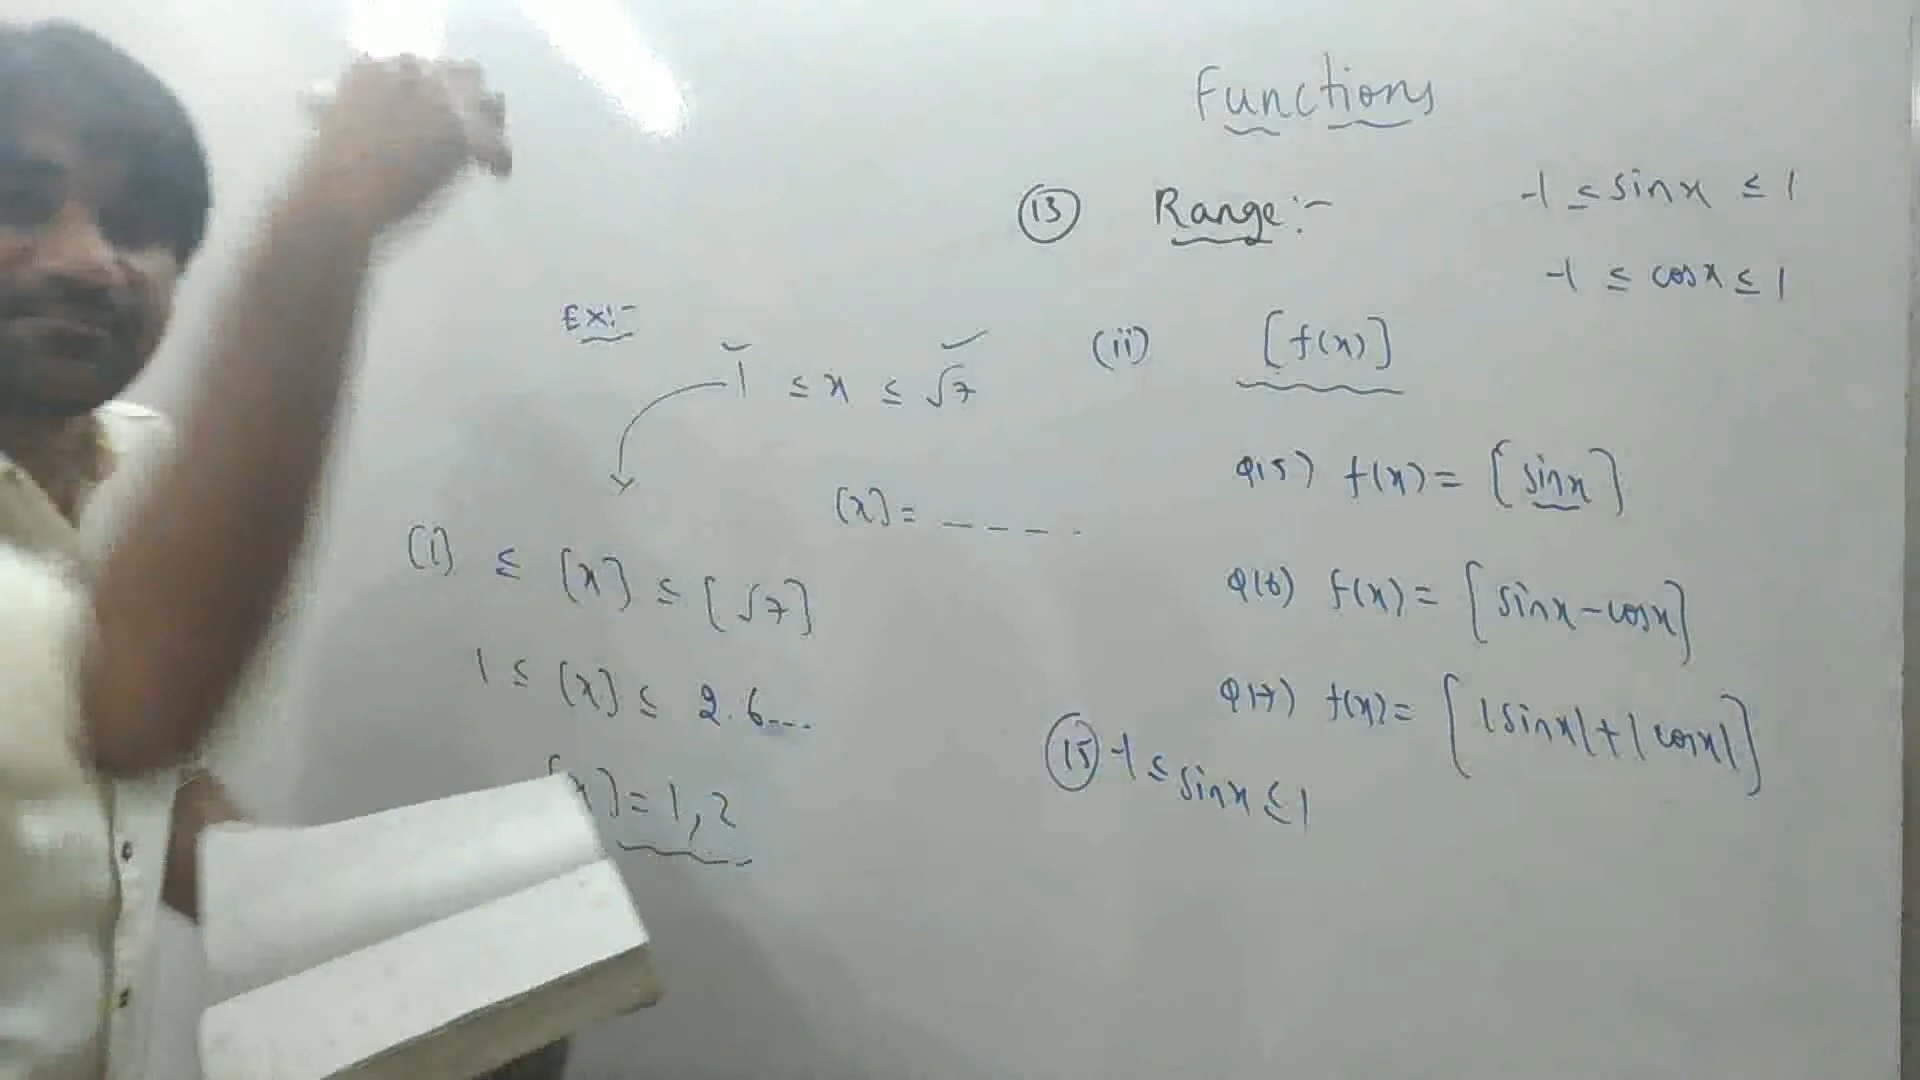 Functions
(13) Range:-
-1 ≤ sinx ≤ 1
-1 ≤ cosx ≤ 1
Ex:-
1 ≤ x ≤ √7
[x] = - - - -
[1] ≤ [x] ≤ [√7]
1 ≤ [x] ≤ 2.6...
[x] = 1, 2
(ii) [f(x)]
Q15) f(x) = [sinx]
Q16) f(x) = [sinx-cosx]
Q17) f(x) = [|sinx|+|cosx|]
(15) -1 ≤ sinx ≤ 1